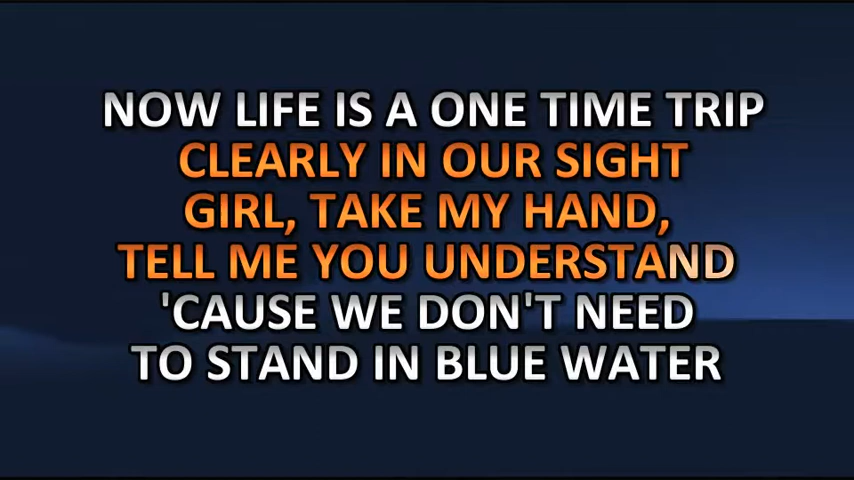 NOW LIFE IS A ONE TIME TRIP
CLEARLY IN OUR SIGHT
GIRL, TAKE MY HAND,
TELL ME YOU UNDERSTAND
'CAUSE WE DON'T NEED
TO STAND IN BLUE WATER